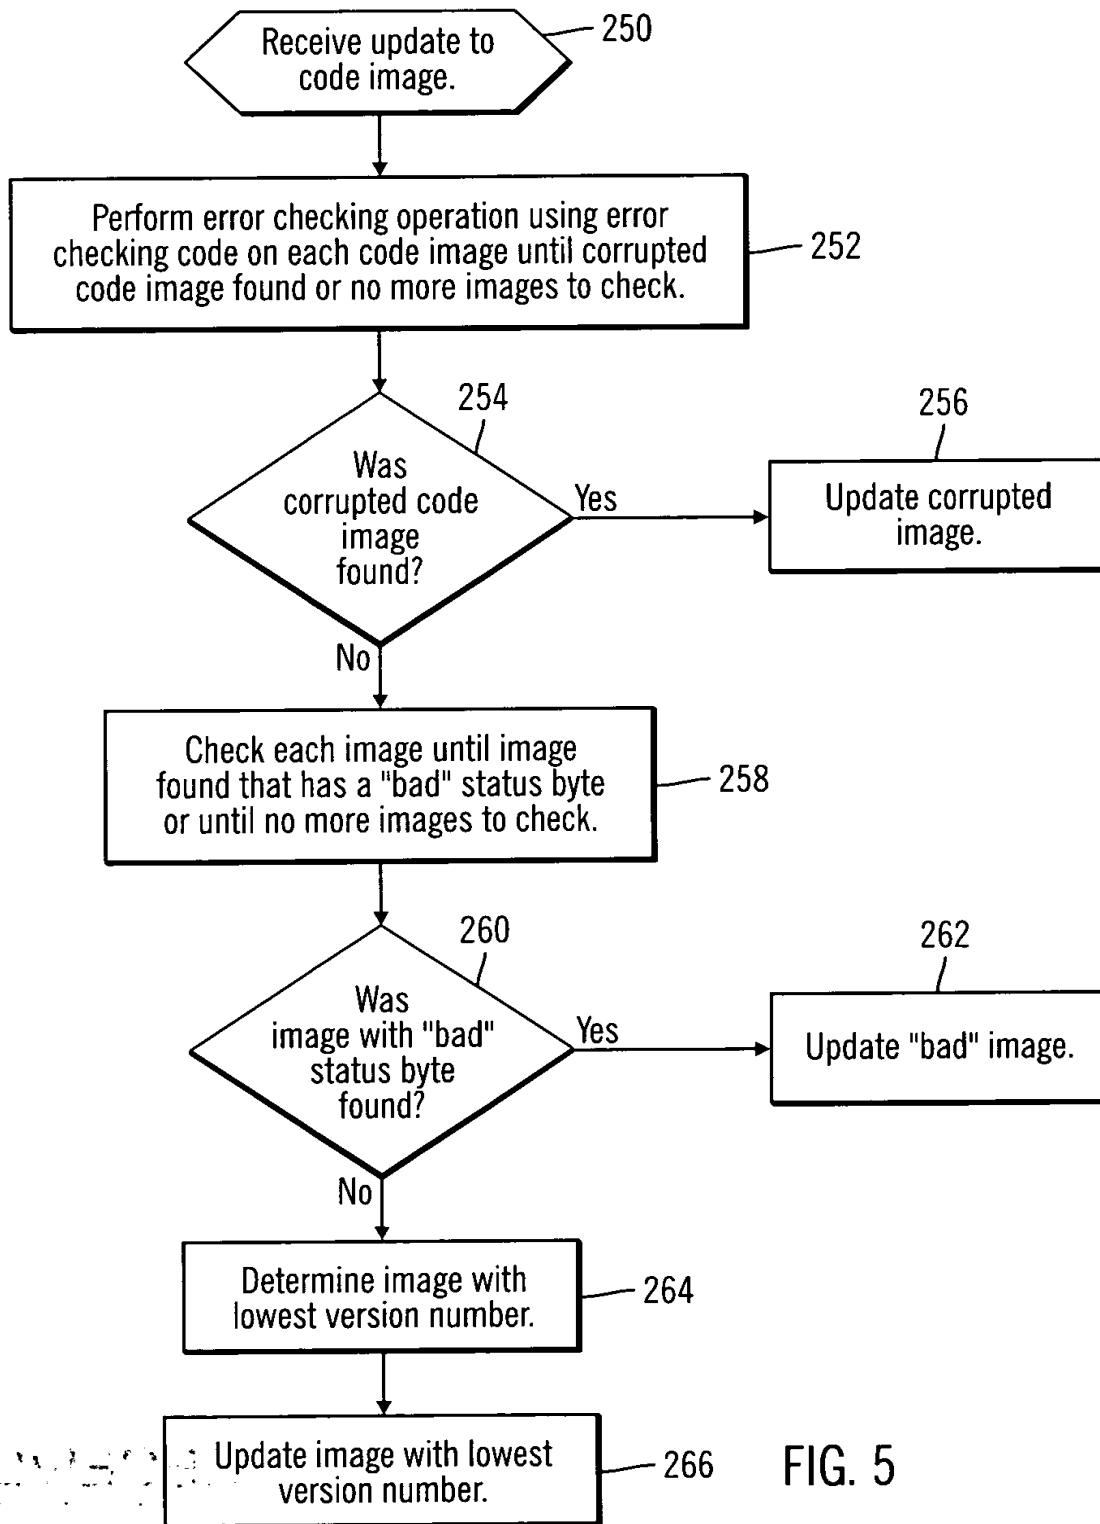 Receive update to
code image.
250
Perform error checking operation using error
checking code on each code image until corrupted
code image found or no more images to check.
252
254
Was
corrupted code
image
found?
Yes
256
Update corrupted
image.
No
Check each image until image
found that has a "bad" status byte
or until no more images to check.
258
260
Was
image with "bad"
status byte
found?
Yes
262
Update "bad" image.
No
Determine image with
lowest version number.
264
Update image with lowest
version number.
266
FIG. 5